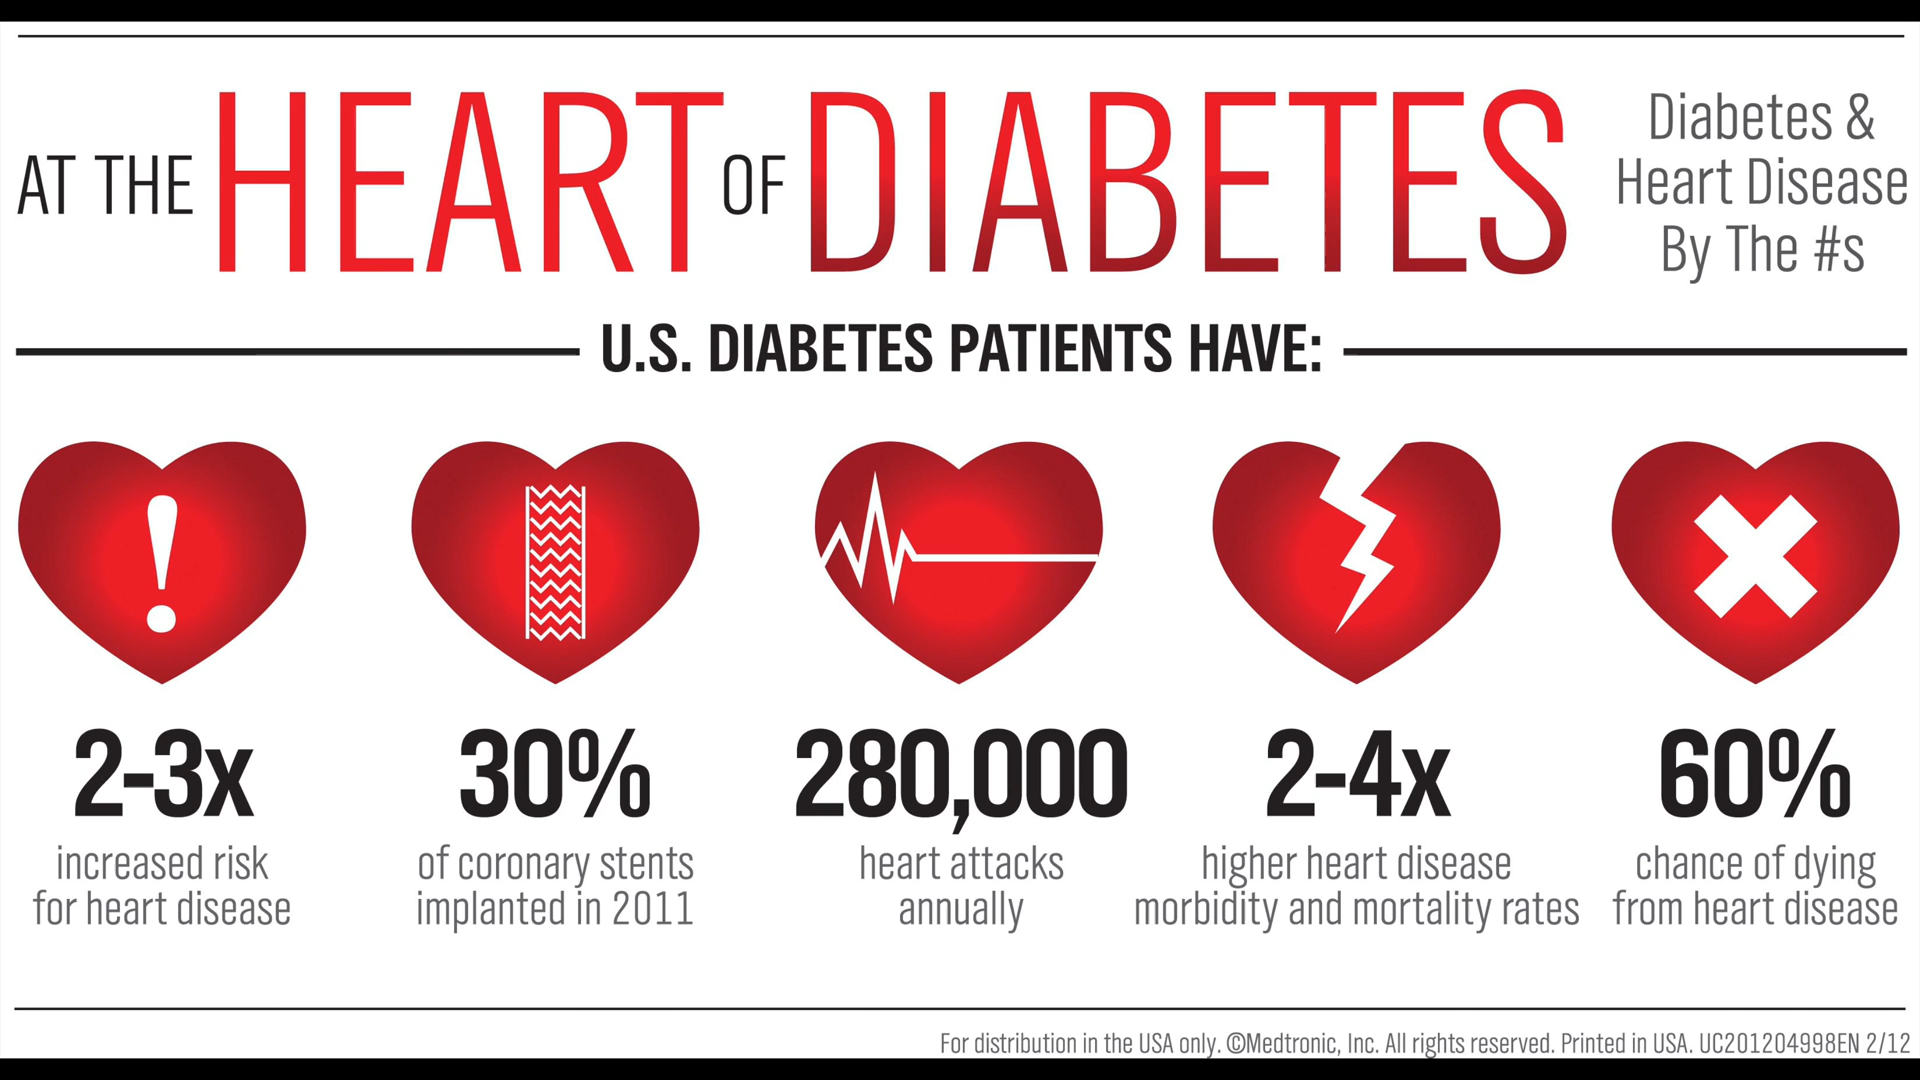 AT THE HEART OF DIABETES
Diabetes &
Heart Disease
By The #s
U.S. DIABETES PATIENTS HAVE:
2-3x
increased risk
for heart disease
30%
of coronary stents
implanted in 2011
280,000
heart attacks
annually
2-4x
higher heart disease
morbidity and mortality rates
60%
chance of dying
from heart disease
For distribution in the USA only. ©Medtronic, Inc. All rights reserved. Printed in USA. UC201204998EN 2/12